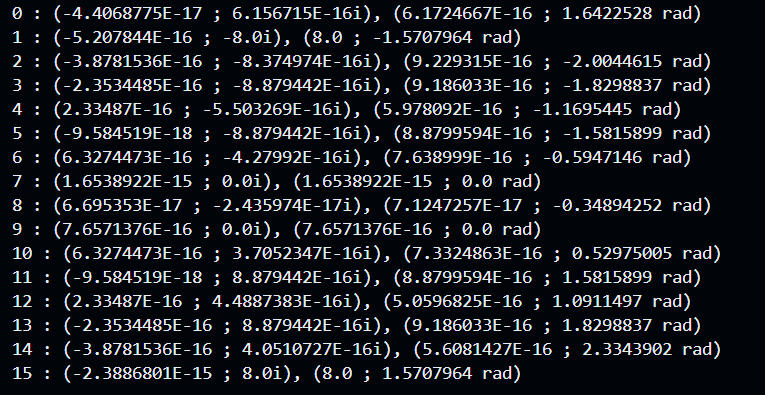 0 : (-4.4068775E-17 ; 6.156715E-16i), (6.1724667E-16 ; 1.6422528 rad)
1 : (-5.207844E-16 ; -8.0i), (8.0 ; -1.5707964 rad)
2 : (-3.8781536E-16 ; -8.374974E-16i), (9.229315E-16 ; -2.0044615 rad)
3 : (-2.3534485E-16 ; -8.879442E-16i), (9.186033E-16 ; -1.8298837 rad)
4 : (2.33487E-16 ; -5.503269E-16i), (5.978092E-16 ; -1.1695445 rad)
5 : (-9.584519E-18 ; -8.879442E-16i), (8.8799594E-16 ; -1.5815899 rad)
6 : (6.3274473E-16 ; -4.27992E-16i), (7.638999E-16 ; -0.5947146 rad)
7 : (1.6538922E-15 ; 0.0i), (1.6538922E-15 ; 0.0 rad)
8 : (6.695353E-17 ; -2.435974E-17i), (7.1247257E-17 ; -0.34894252 rad)
9 : (7.6571376E-16 ; 0.0i), (7.6571376E-16 ; 0.0 rad)
10 : (6.3274473E-16 ; 3.7052347E-16i), (7.3324863E-16 ; 0.52975005 rad)
11 : (-9.584519E-18 ; 8.879442E-16i), (8.8799594E-16 ; 1.5815899 rad)
12 : (2.33487E-16 ; 4.4887383E-16i), (5.0596825E-16 ; 1.0911497 rad)
13 : (-2.3534485E-16 ; 8.879442E-16i), (9.186033E-16 ; 1.8298837 rad)
14 : (-3.8781536E-16 ; 4.0510727E-16i), (5.6081427E-16 ; 2.3343902 rad)
15 : (-2.3886801E-15 ; 8.0i), (8.0 ; 1.5707964 rad)